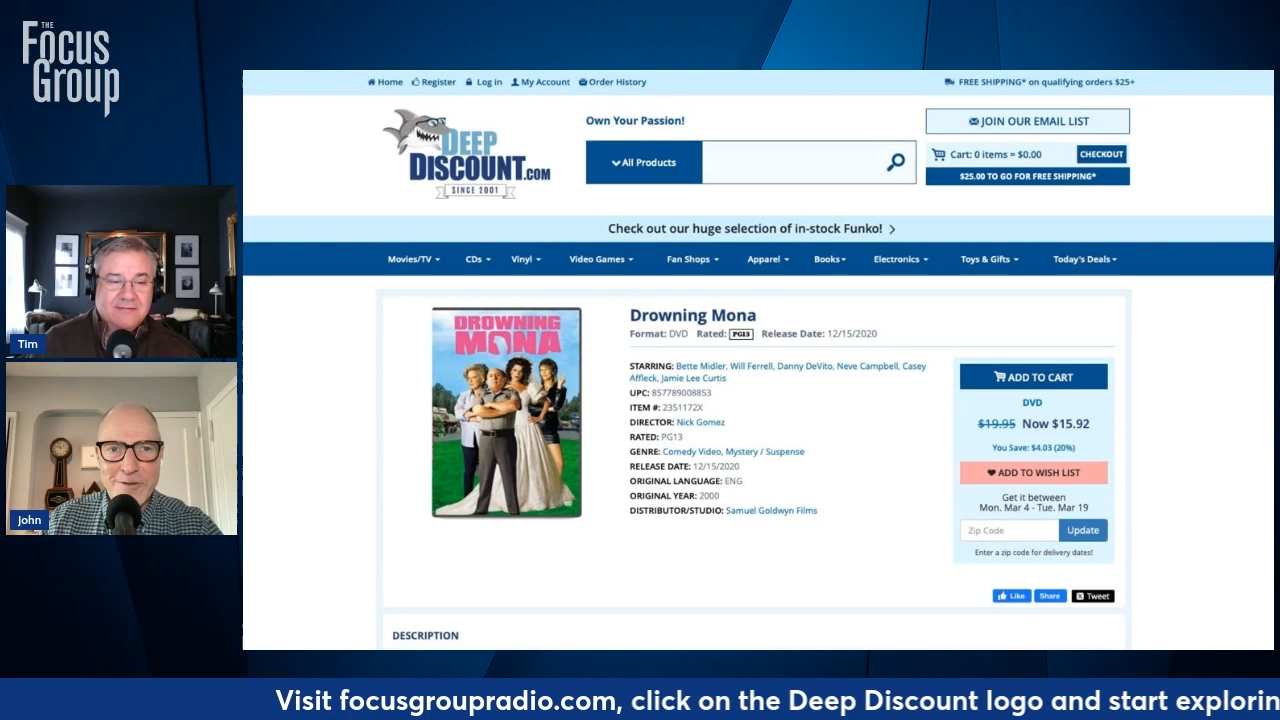 THE
Focus
Group
Home Register Log in My Account Order History
FREE SHIPPING* on qualifying orders $25+
DEEP
DISCOUNT.COM
SINCE 2001
Own Your Passion!
All Products
JOIN OUR EMAIL LIST
Cart: 0 items = $0.00 CHECKOUT
$25.00 TO GO FOR FREE SHIPPING*
Check out our huge selection of in-stock Funko!
Movies/TV CDs Vinyl Video Games Fan Shops Apparel Books Electronics Toys & Gifts Today's Deals
DROWNING
MONA
Drowning Mona
Format: DVD Rated: PG13 Release Date: 12/15/2020
STARRING: Bette Midler, Will Ferrell, Danny DeVito, Neve Campbell, Casey
Affleck, Jamie Lee Curtis
UPC: 857789008853
ITEM #: 2351172X
DIRECTOR: Nick Gomez
RATED: PG13
GENRE: Comedy Video, Mystery / Suspense
RELEASE DATE: 12/15/2020
ORIGINAL LANGUAGE: ENG
ORIGINAL YEAR: 2000
DISTRIBUTOR/STUDIO: Samuel Goldwyn Films
ADD TO CART
DVD
$19.95 Now $15.92
You Save: $4.03 (20%)
ADD TO WISH LIST
Get it between
Mon. Mar 4 - Tue. Mar 19
Zip Code Update
Enter a zip code for delivery dates!
Like Share X Tweet
DESCRIPTION
Tim
John
Visit focusgroupradio.com, click on the Deep Discount logo and start explorin